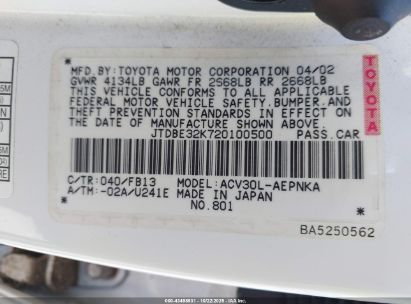 MFD.BY:TOYOTA MOTOR CORPORATION 04/02
GVWR 4134LB GAWR FR 2568LB RR 2668LB
THIS VEHICLE CONFORMS TO ALL APPLICABLE
FEDERAL MOTOR VEHICLE SAFETY.BUMPER.AND
THEFT PREVENTION STANDARDS IN EFFECT ON
THE DATE OF MANUFACTURE SHOWN ABOVE.
JTDBE32K720100500 PASS.CAR
TOYOTA
C/TR:040/FB13 MODEL:ACV30L-AEPNKA
A/TM:-02A/U241E MADE IN JAPAN
NO.801
BA5250562